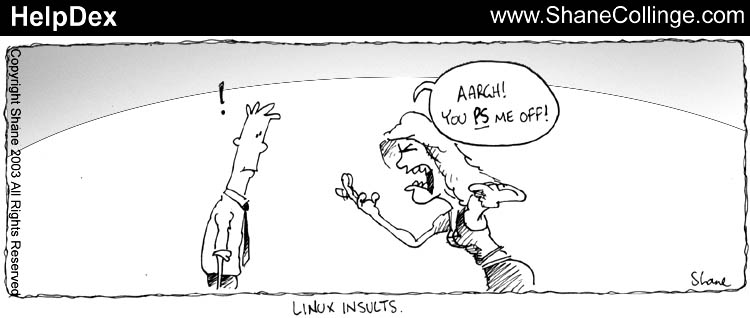 HelpDex
www.ShaneCollinge.com
Copyright Shane 2003 All Rights Reserved
!
AARGH!
YOU PS ME OFF!
Shane
LINUX INSULTS.